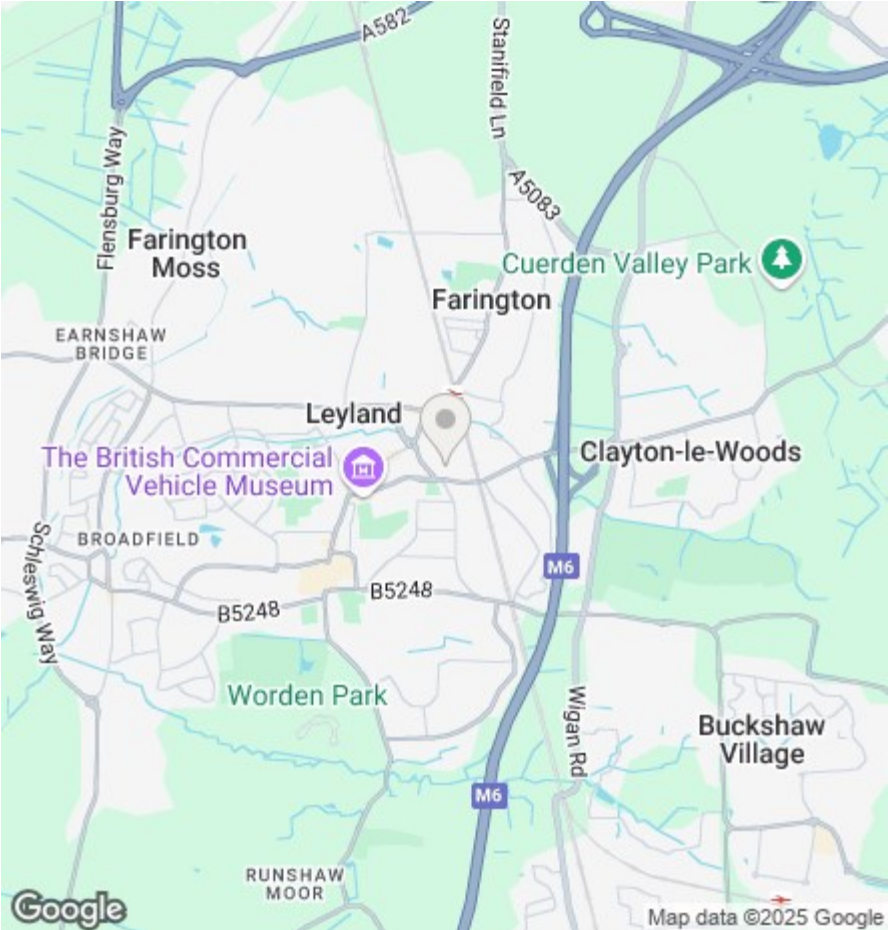 A582
Stanifield Ln
Flensburg Way
A5083
Farington
Moss
Cuerden Valley Park
Farington
EARNSHAW
BRIDGE
Leyland
The British Commercial
Vehicle Museum
Clayton-le-Woods
Schleswig Way
BROADFIELD
M6
B5248
B5248
Worden Park
Wigan Rd
Buckshaw
Village
M6
RUNSHAW
MOOR
Google
Map data ©2025 Google